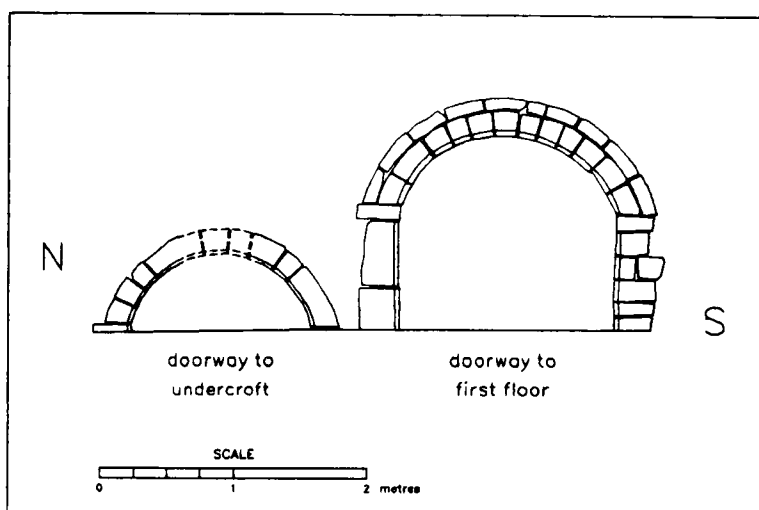 N
S
doorway to
undercroft
doorway to
first floor
SCALE
0 1 2 metres